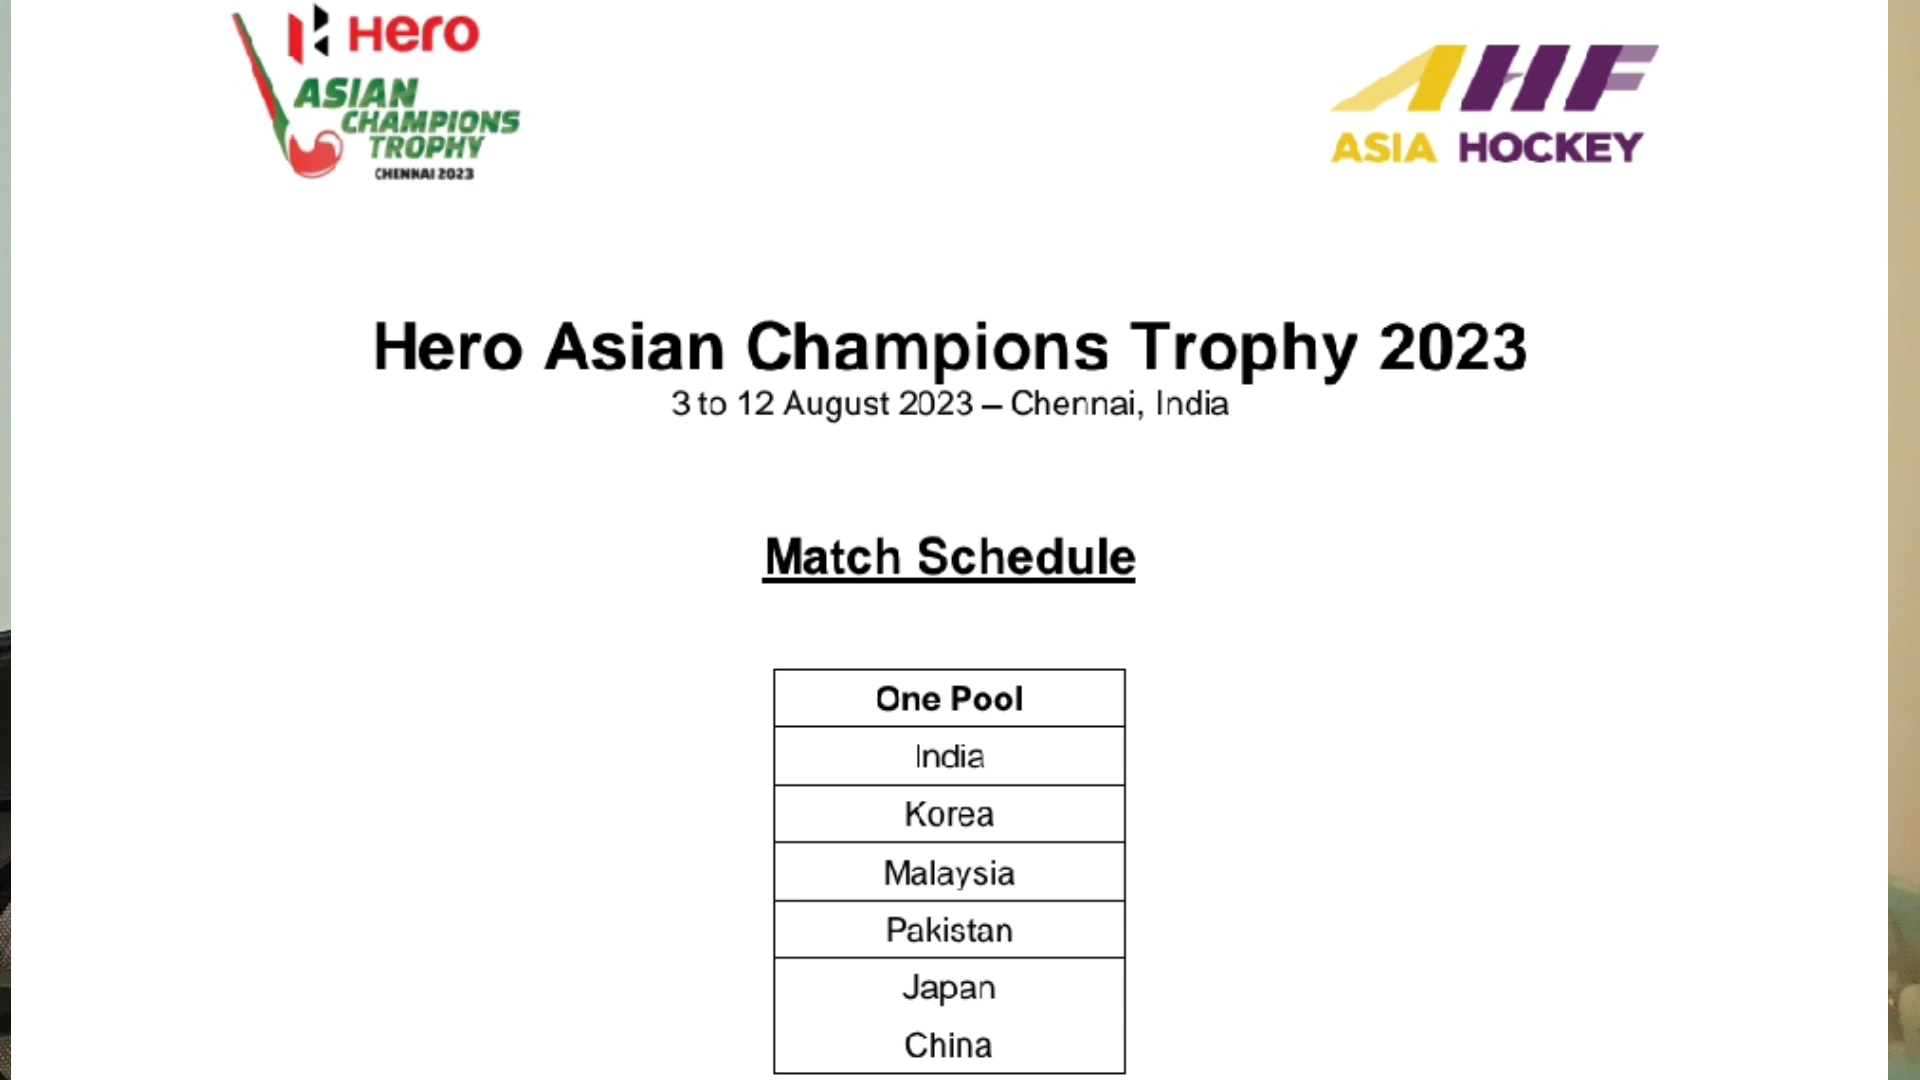 Hero
ASIAN
CHAMPIONS
TROPHY
CHENNAI 2023
AHF
ASIA HOCKEY
Hero Asian Champions Trophy 2023
3 to 12 August 2023 – Chennai, India
Match Schedule
One Pool
India
Korea
Malaysia
Pakistan
Japan
China